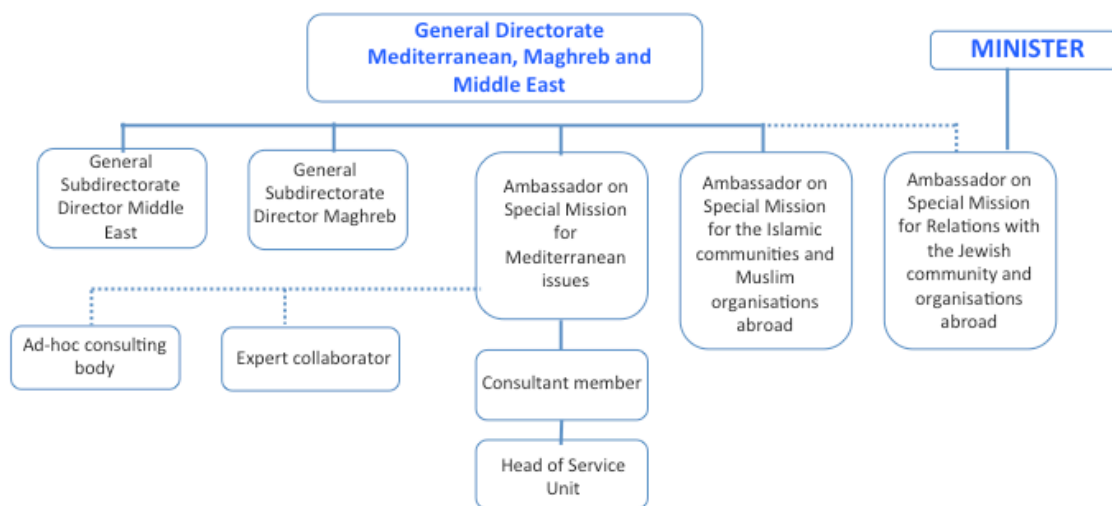 General Directorate
Mediterranean, Maghreb and
Middle East
MINISTER
General
Subdirectorate
Director Middle
East
General
Subdirectorate
Director Maghreb
Ambassador on
Special Mission
for
Mediterranean
issues
Ambassador on
Special Mission
for the Islamic
communities and
Muslim
organisations
abroad
Ambassador on
Special Mission
for Relations with
the Jewish
community and
organisations
abroad
Ad-hoc consulting
body
Expert collaborator
Consultant member
Head of Service
Unit